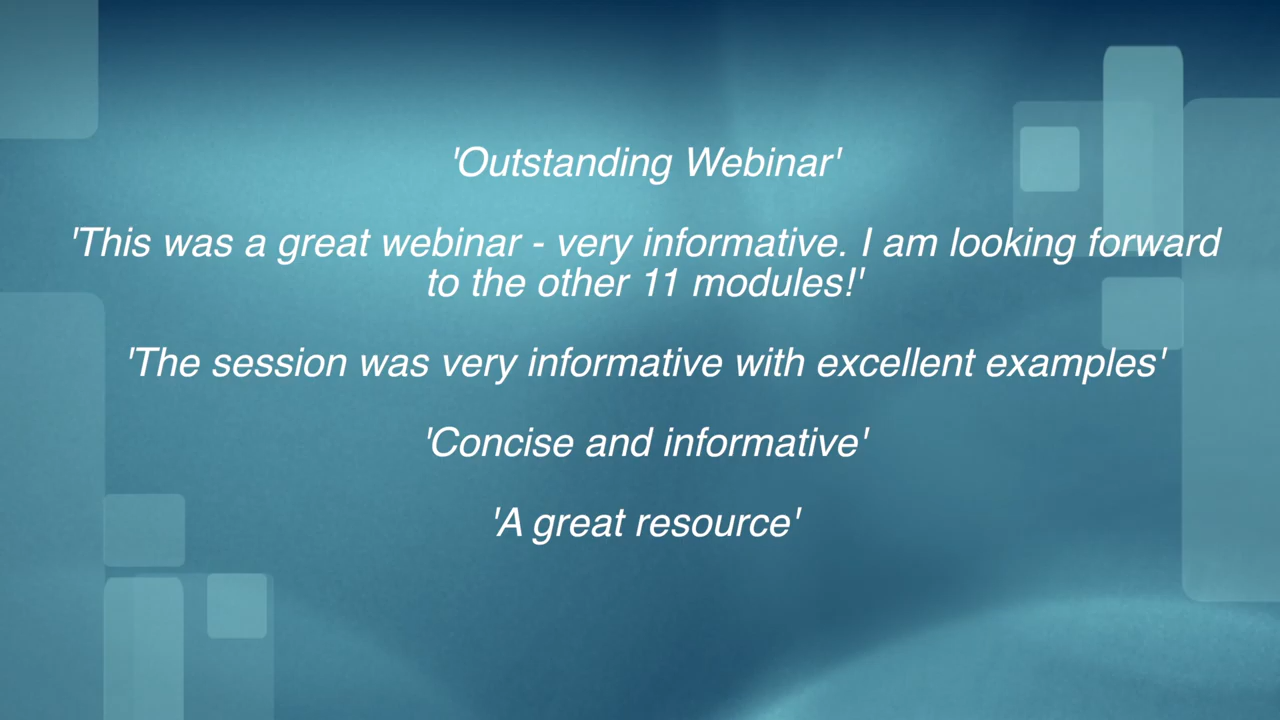 'Outstanding Webinar'
'This was a great webinar - very informative. I am looking forward
to the other 11 modules!'
'The session was very informative with excellent examples'
'Concise and informative'
'A great resource'